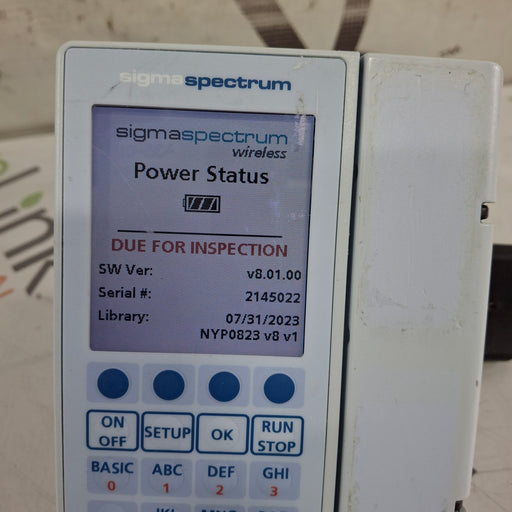 sigmaspectrum
sigmaspectrum
wireless
Power Status
DUE FOR INSPECTION
SW Ver: v8.01.00
Serial #: 2145022
Library: 07/31/2023
NYP0823 v8 v1
ON OFF SETUP OK RUN STOP
BASIC 0 ABC 1 DEF 2 GHI 3